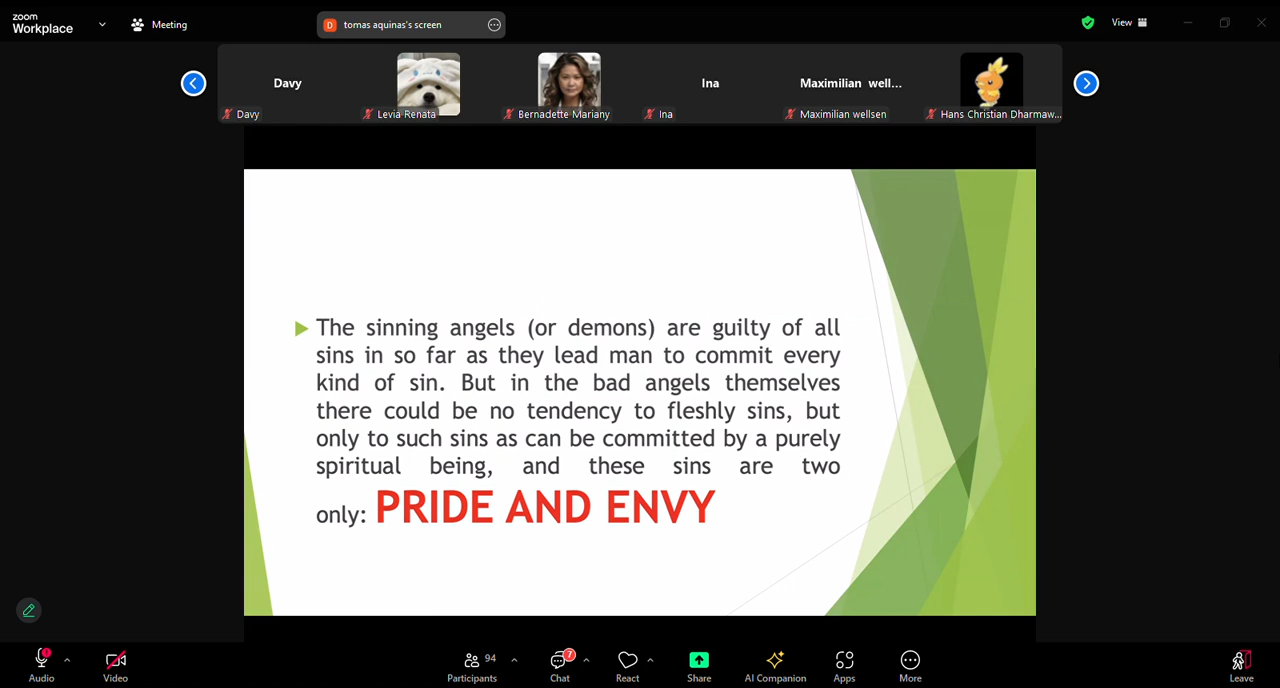 zoom
Workplace
Meeting
D tomas aquinas's screen
View
Davy
Ina
Maximilian well...
Davy
Levia Renata
Bernadette Mariany
Ina
Maximilian wellsen
Hans Christian Dharmaw...
The sinning angels (or demons) are guilty of all
sins in so far as they lead man to commit every
kind of sin. But in the bad angels themselves
there could be no tendency to fleshly sins, but
only to such sins as can be committed by a purely
spiritual being, and these sins are two
only: PRIDE AND ENVY
94
7
Audio
Video
Participants
Chat
React
Share
AI Companion
Apps
More
Leave